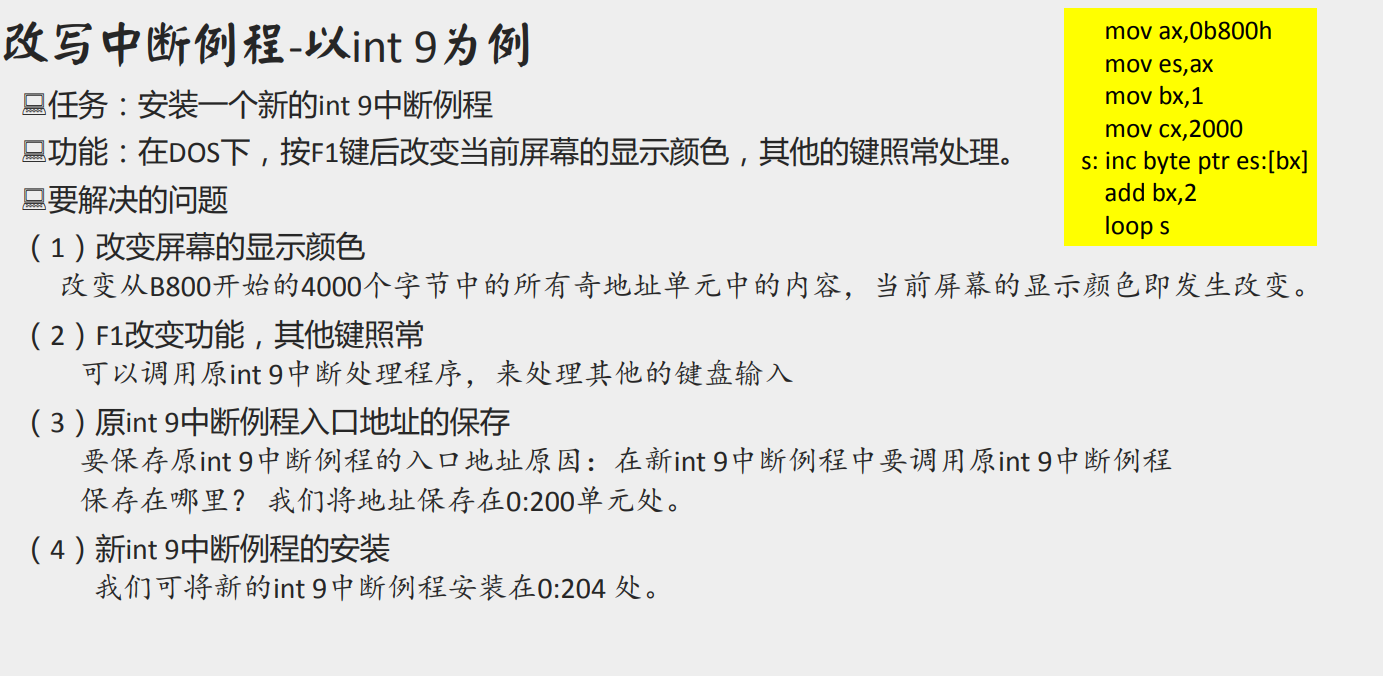 改写中断例程-以int 9为例
任务：安装一个新的int 9中断例程
功能：在DOS下，按F1键后改变当前屏幕的显示颜色，其他的键照常处理。
要解决的问题
（1）改变屏幕的显示颜色
改变从B800开始的4000个字节中的所有奇地址单元中的内容，当前屏幕的显示颜色即发生改变。
（2）F1改变功能，其他键照常
可以调用原int 9中断处理程序，来处理其他的键盘输入
（3）原int 9中断例程入口地址的保存
要保存原int 9中断例程的入口地址原因：在新int 9中断例程中要调用原int 9中断例程
保存在哪里？ 我们将地址保存在0:200单元处。
（4）新int 9中断例程的安装
我们可将新的int 9中断例程安装在0:204 处。
mov ax,0b800h
mov es,ax
mov bx,1
mov cx,2000
s: inc byte ptr es:[bx]
add bx,2
loop s